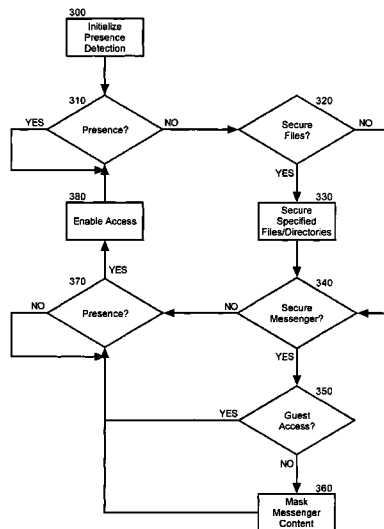 300
Initialize
Presence
Detection
310
YES
Presence?
NO
320
Secure
Files?
NO
YES
380
Enable Access
330
Secure
Specified
Files/Directories
YES
370
NO
Presence?
NO
340
Secure
Messenger?
YES
350
YES
Guest
Access?
NO
360
Mask
Messenger
Content